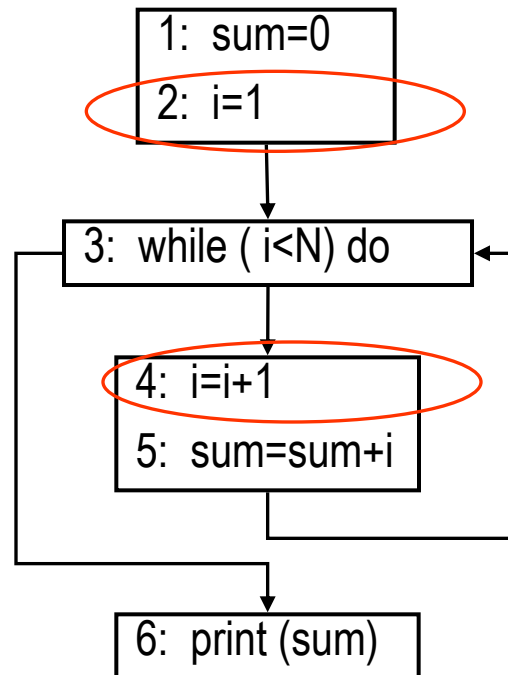 1: sum=0
2: i=1
3: while ( i<N) do
4: i=i+1
5: sum=sum+i
6: print (sum)